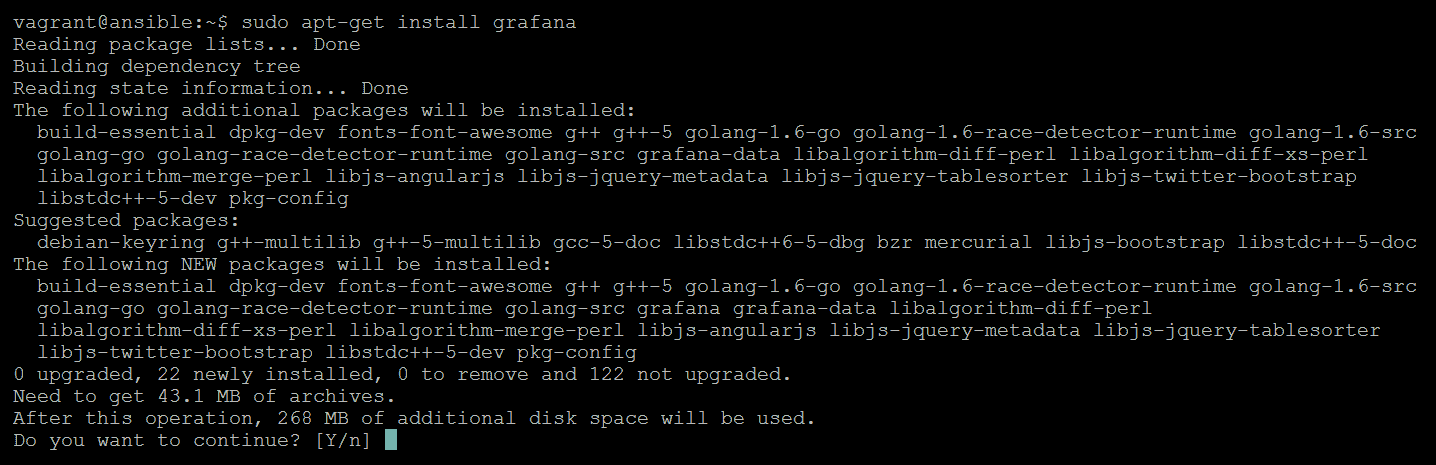 vagrant@ansible:~$ sudo apt-get install grafana
Reading package lists... Done
Building dependency tree
Reading state information... Done
The following additional packages will be installed:
  build-essential dpkg-dev fonts-font-awesome g++ g++-5 golang-1.6-go golang-1.6-race-detector-runtime golang-1.6-src
  golang-go golang-race-detector-runtime golang-src grafana-data libalgorithm-diff-perl libalgorithm-diff-xs-perl
  libalgorithm-merge-perl libjs-angularjs libjs-jquery-metadata libjs-jquery-tablesorter libjs-twitter-bootstrap
  libstdc++-5-dev pkg-config
Suggested packages:
  debian-keyring g++-multilib g++-5-multilib gcc-5-doc libstdc++6-5-dbg bzr mercurial libjs-bootstrap libstdc++-5-doc
The following NEW packages will be installed:
  build-essential dpkg-dev fonts-font-awesome g++ g++-5 golang-1.6-go golang-1.6-race-detector-runtime golang-1.6-src
  golang-go golang-race-detector-runtime golang-src grafana grafana-data libalgorithm-diff-perl
  libalgorithm-diff-xs-perl libalgorithm-merge-perl libjs-angularjs libjs-jquery-metadata libjs-jquery-tablesorter
  libjs-twitter-bootstrap libstdc++-5-dev pkg-config
0 upgraded, 22 newly installed, 0 to remove and 122 not upgraded.
Need to get 43.1 MB of archives.
After this operation, 268 MB of additional disk space will be used.
Do you want to continue? [Y/n]